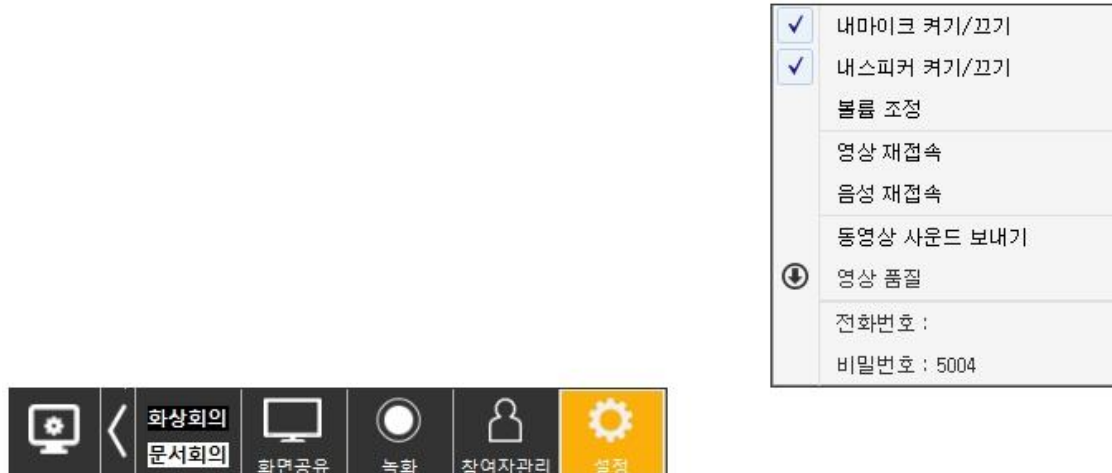 내마이크 켜기/끄기
내스피커 켜기/끄기
볼륨 조정
영상 재접속
음성 재접속
동영상 사운드 보내기
영상 품질
전화번호 :
비밀번호 : 5004
화상회의
문서회의
화면공유
녹화
참여자관리
설정